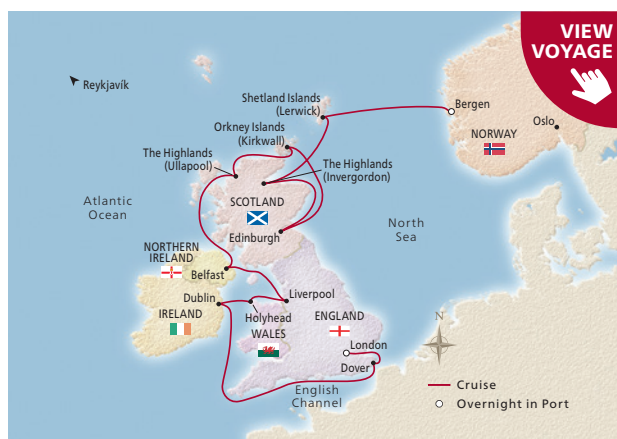 VIEW
VOYAGE
Reykjavík
Shetland Islands
(Lerwick)
Bergen
Orkney Islands
(Kirkwall)
NORWAY
Oslo
The Highlands
(Ullapool)
The Highlands
(Invergordon)
Atlantic
Ocean
SCOTLAND
North
Sea
Edinburgh
NORTHERN
IRELAND
Belfast
Dublin
Liverpool
IRELAND
Holyhead
WALES
ENGLAND
N
London
Dover
English
Channel
Cruise
Overnight in Port